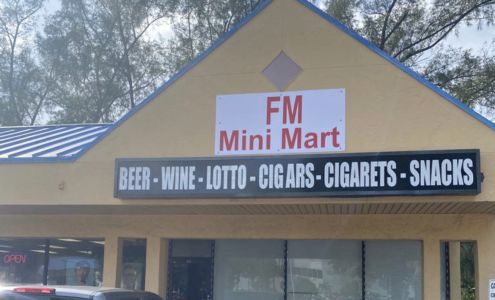 FM
Mini Mart
BEER - WINE - LOTTO - CIGARS - CIGARETS - SNACKS
OPEN